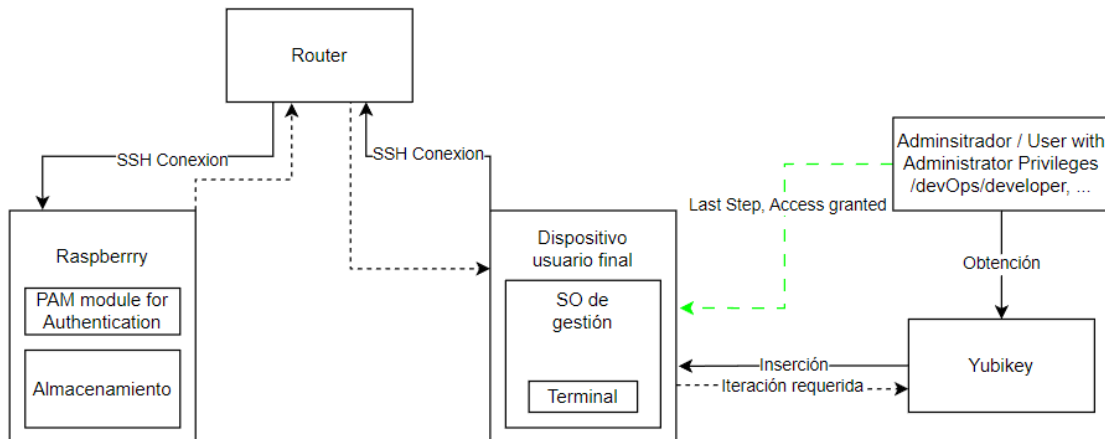 Router
SSH Conexion
SSH Conexion
Adminsitrador / User with
Administrator Privileges
/devOps/developer, ...
Last Step, Access granted
Raspberrry
PAM module for
Authentication
Almacenamiento
Dispositivo
usuario final
SO de
gestión
Terminal
Obtención
Inserción
Iteración requerida
Yubikey